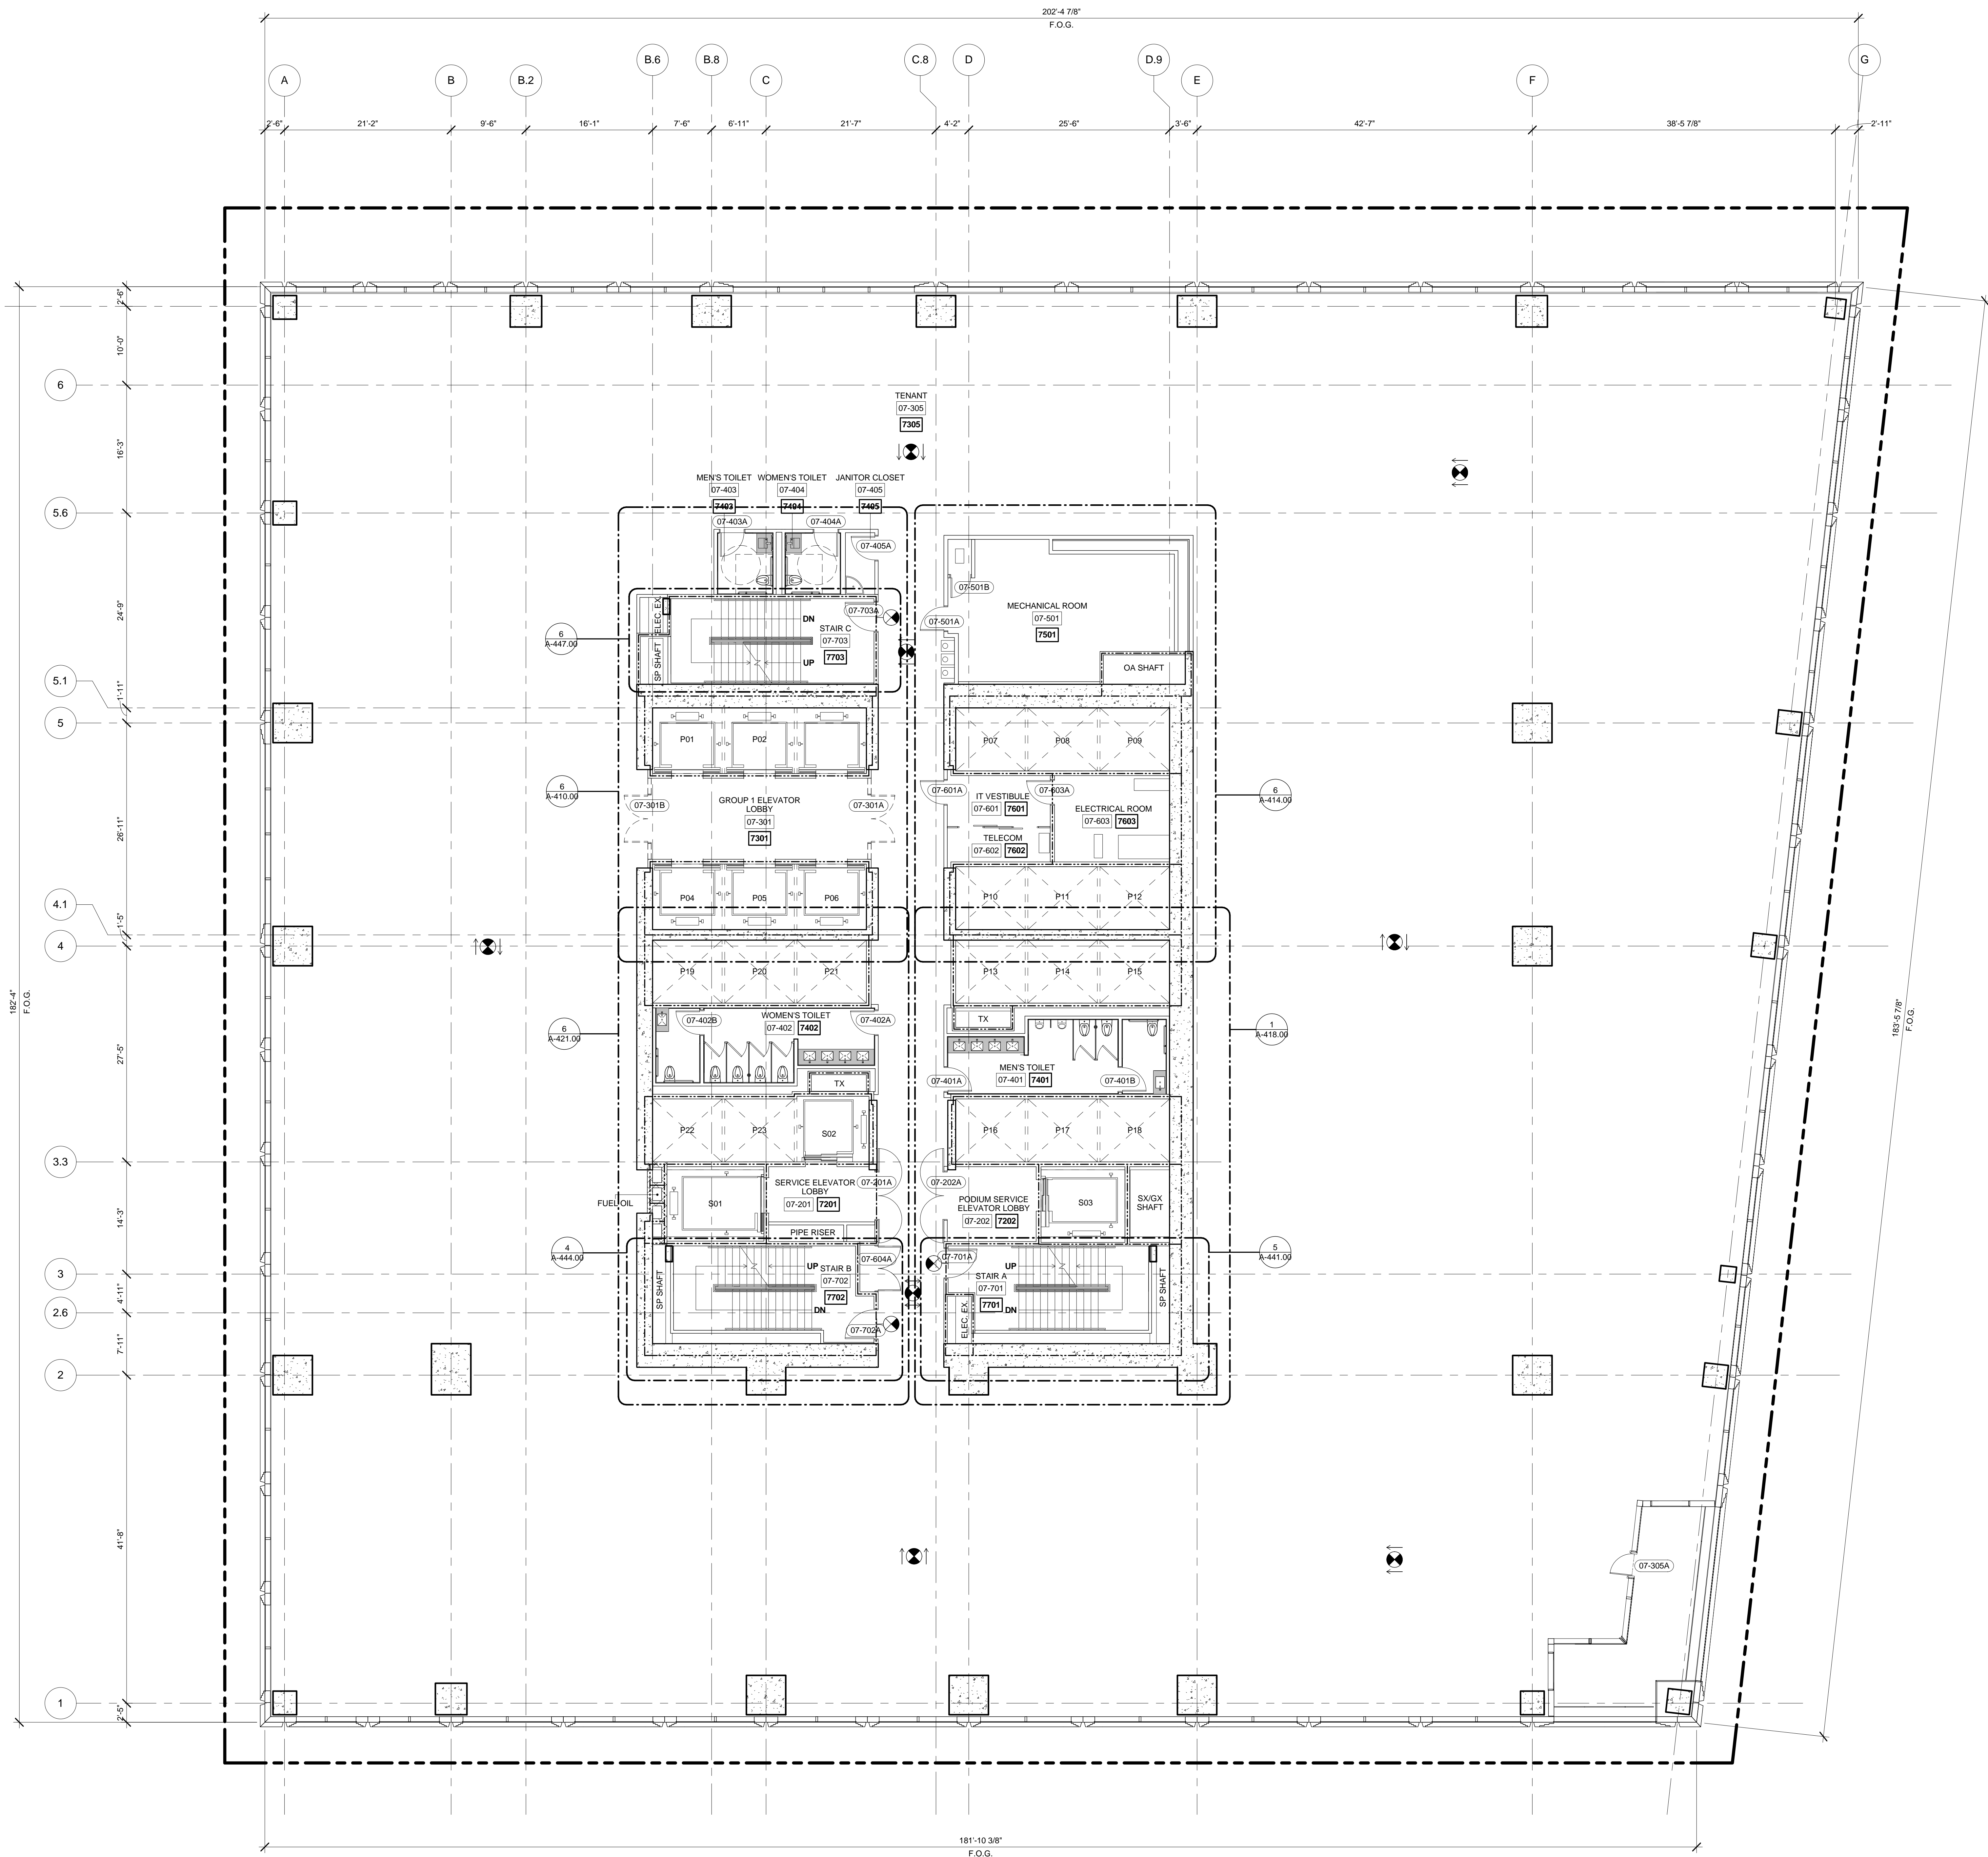 202'-4 7/8"
F.O.G.
A
B
B.2
B.6
B.8
C
C.8
D
D.9
E
F
G
2'-6"
21'-2"
9'-6"
16'-1"
7'-6"
6'-11"
21'-7"
4'-2"
25'-6"
3'-6"
42'-7"
38'-5 7/8"
2'-11"
182'-4"
F.O.G.
2'-6"
10'-0"
16'-3"
24'-9"
1'-11"
26'-11"
1'-5"
27'-5"
14'-3"
4'-11"
7'-11"
41'-8"
2'-5"
6
5.6
5.1
5
4.1
4
3.3
3
2.6
2
1
TENANT
07-305
7305
MEN'S TOILET
07-403
7403
WOMEN'S TOILET
07-404
7404
JANITOR CLOSET
07-405
7405
07-403A
07-404A
07-405A
6
A-447.00
ELEC. EX.
SP SHAFT
DN
STAIR C
07-703
7703
UP
07-703A
07-501B
07-501A
MECHANICAL ROOM
07-501
7501
OA SHAFT
P01
P02
P07
P08
P09
6
A-410.00
07-301B
GROUP 1 ELEVATOR
LOBBY
07-301
7301
07-301A
07-601A
IT VESTIBULE
07-601
7601
07-603A
ELECTRICAL ROOM
07-603
7603
TELECOM
07-602
7602
6
A-414.00
P04
P05
P06
P10
P11
P12
P19
P20
P21
P13
P14
P15
6
A-421.00
07-402B
WOMEN'S TOILET
07-402
7402
07-402A
TX
TX
MEN'S TOILET
07-401
7401
07-401A
07-401B
1
A-418.00
P22
P23
S02
P16
P17
P18
FUEL OIL
S01
SERVICE ELEVATOR
LOBBY
07-201
7201
07-201A
PIPE RISER
07-202A
PODIUM SERVICE
ELEVATOR LOBBY
07-202
7202
S03
SX/GX
SHAFT
4
A-444.00
SP SHAFT
UP
STAIR B
07-702
7702
DN
07-604A
07-702A
07-701A
UP
STAIR A
07-701
7701
DN
ELEC. EX.
SP SHAFT
5
A-441.00
07-305A
183'-5 7/8"
F.O.G.
181'-10 3/8"
F.O.G.